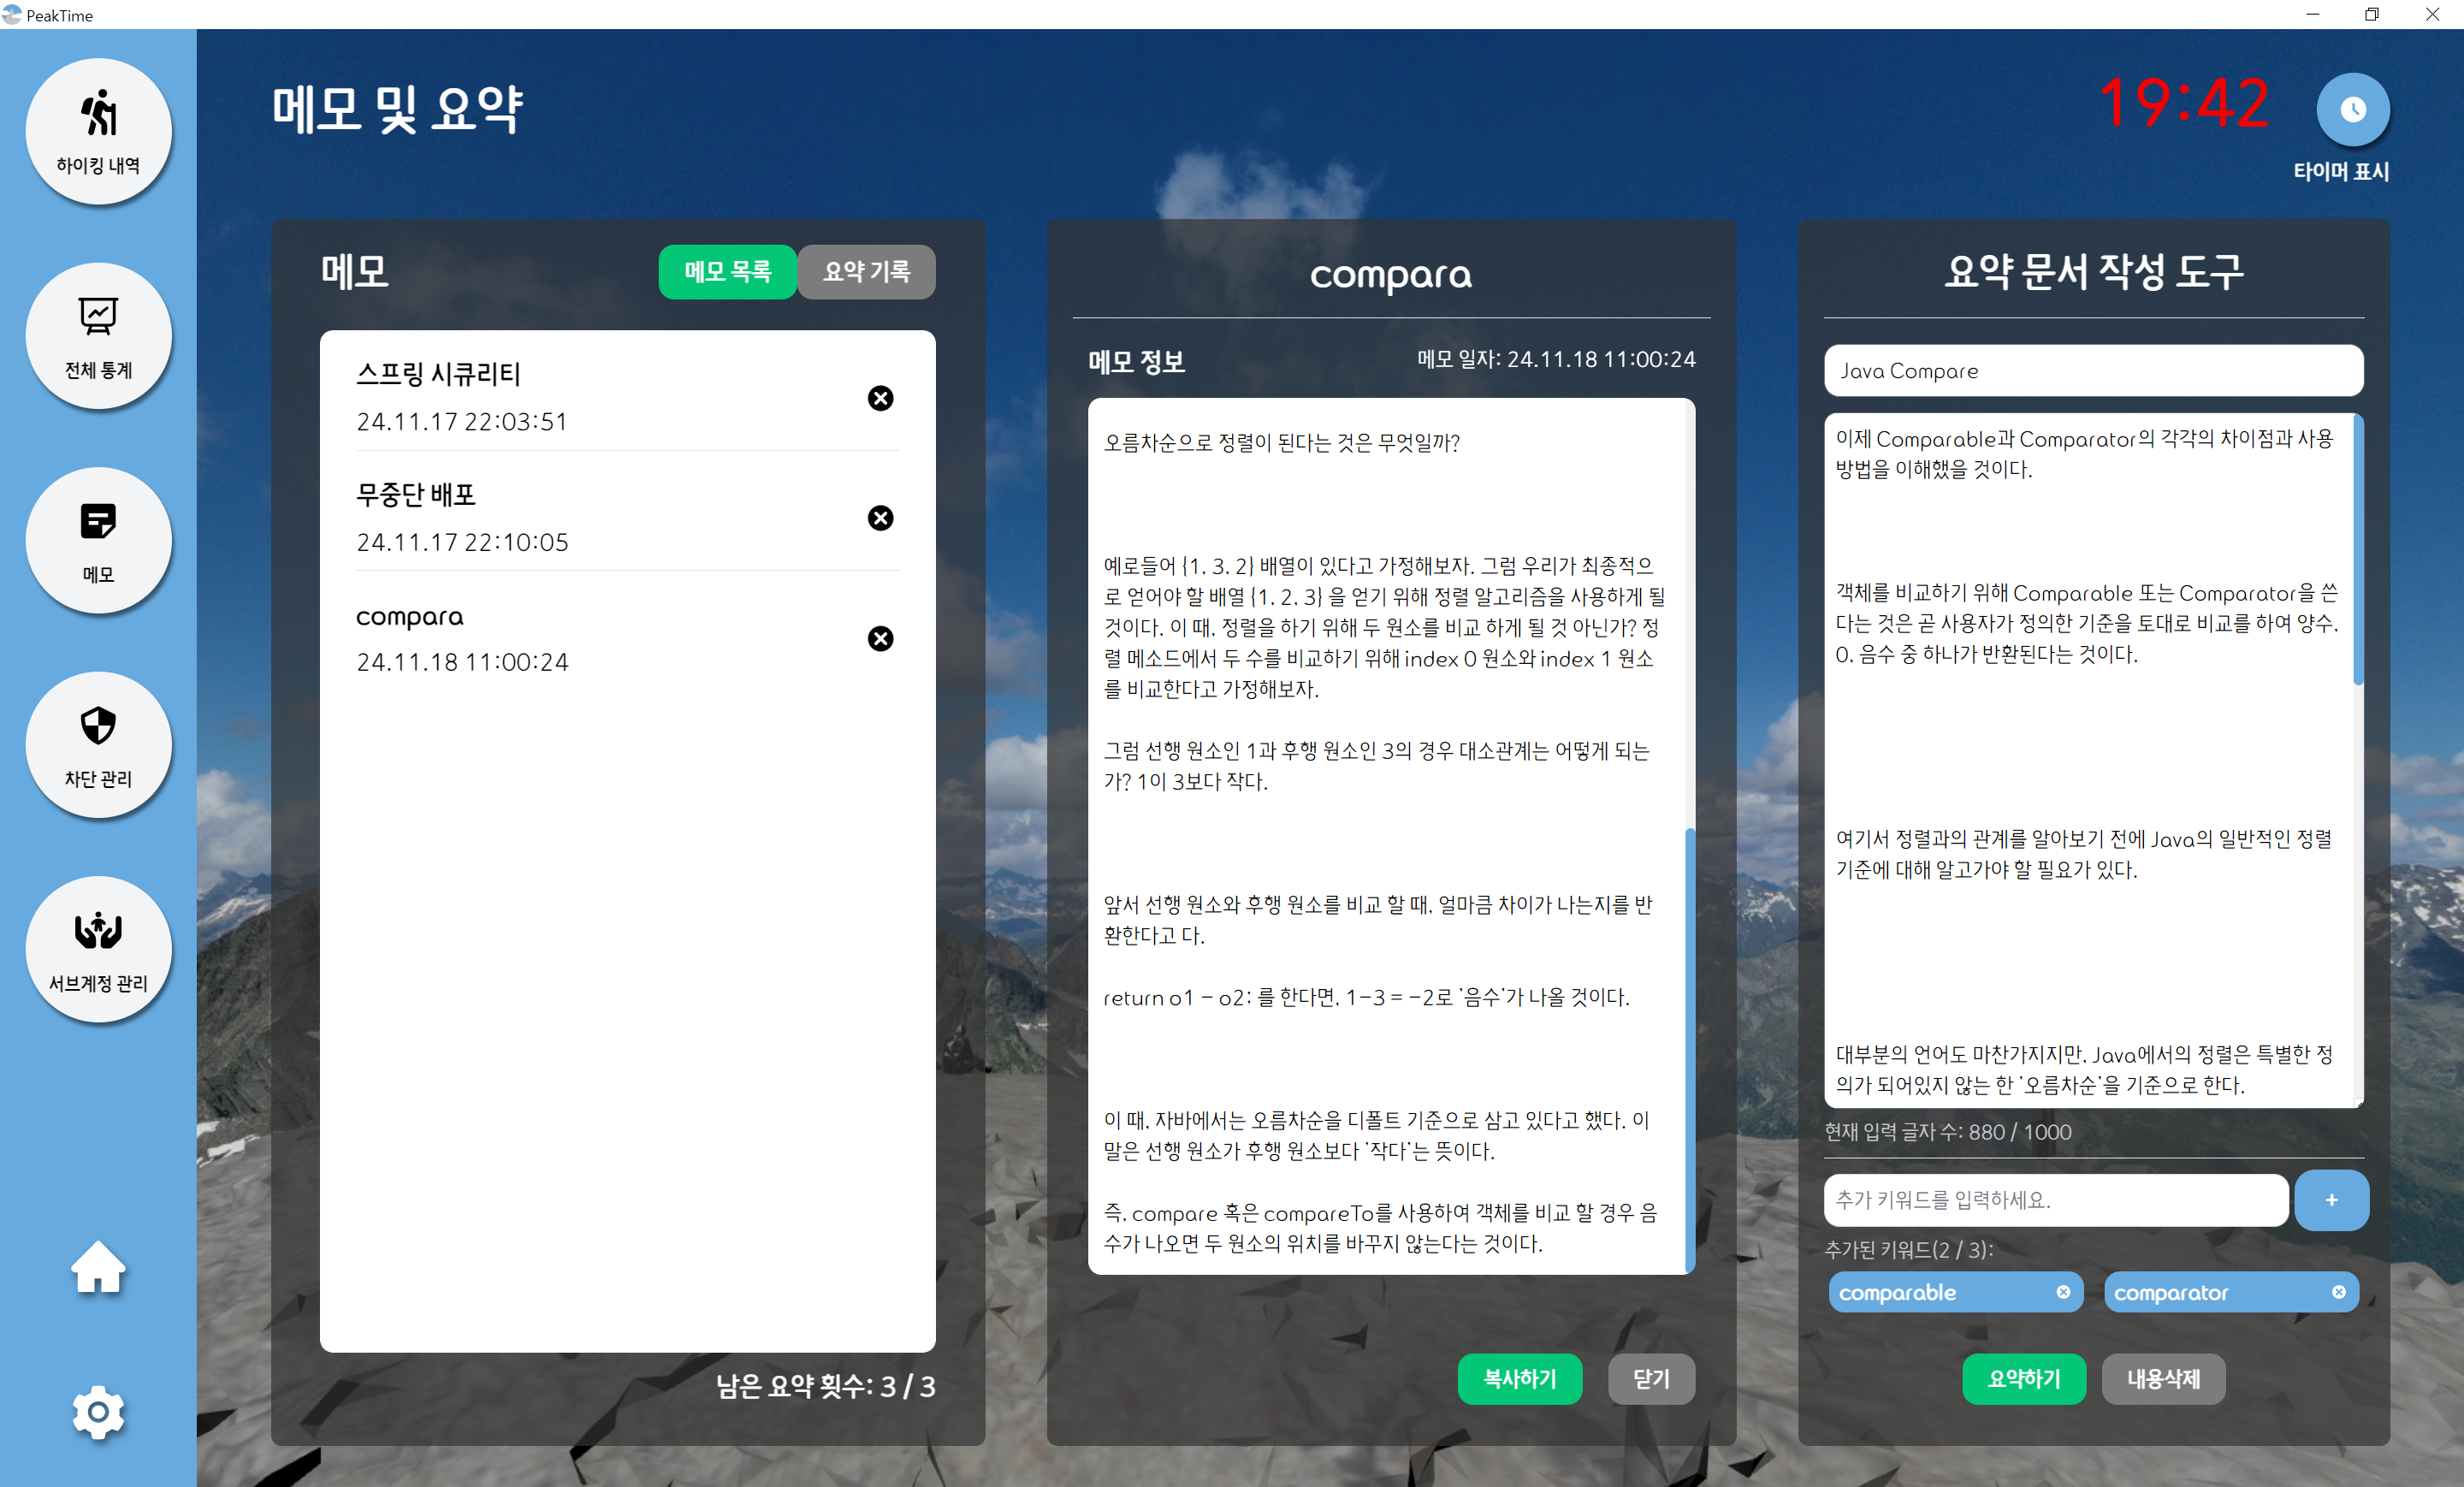 PeakTime
하이킹 내역
전체 통계
메모
차단 관리
서브계정 관리
메모 및 요약
19:42
타이머 표시
메모
메모 목록
요약 기록
스프링 시큐리티
24.11.17 22:03:51
무중단 배포
24.11.17 22:10:05
compara
24.11.18 11:00:24
남은 요약 횟수: 3 / 3
compara
메모 정보
메모 일자: 24.11.18 11:00:24
오름차순으로 정렬이 된다는 것은 무엇일까?
예로들어 {1, 3, 2} 배열이 있다고 가정해보자. 그럼 우리가 최종적으
로 얻어야 할 배열 {1, 2, 3} 을 얻기 위해 정렬 알고리즘을 사용하게 될
것이다. 이 때, 정렬을 하기 위해 두 원소를 비교 하게 될 것 아닌가? 정
렬 메소드에서 두 수를 비교하기 위해 index 0 원소와 index 1 원소
를 비교한다고 가정해보자.
그럼 선행 원소인 1과 후행 원소인 3의 경우 대소관계는 어떻게 되는
가? 1이 3보다 작다.
앞서 선행 원소와 후행 원소를 비교 할 때, 얼마큼 차이가 나는지를 반
환한다고 다.
return o1 - o2; 를 한다면, 1-3 = -2로 '음수'가 나올 것이다.
이 때, 자바에서는 오름차순을 디폴트 기준으로 삼고 있다고 했다. 이
말은 선행 원소가 후행 원소보다 '작다'는 뜻이다.
즉, compare 혹은 compareTo를 사용하여 객체를 비교 할 경우 음
수가 나오면 두 원소의 위치를 바꾸지 않는다는 것이다.
복사하기
닫기
요약 문서 작성 도구
Java Compare
이제 Comparable과 Comparator의 각각의 차이점과 사용
방법을 이해했을 것이다.
객체를 비교하기 위해 Comparable 또는 Comparator을 쓴
다는 것은 곧 사용자가 정의한 기준을 토대로 비교를 하여 양수,
0, 음수 중 하나가 반환된다는 것이다.
여기서 정렬과의 관계를 알아보기 전에 Java의 일반적인 정렬
기준에 대해 알고가야 할 필요가 있다.
대부분의 언어도 마찬가지지만, Java에서의 정렬은 특별한 정
의가 되어있지 않는 한 '오름차순'을 기준으로 한다.
현재 입력 글자 수: 880 / 1000
추가 키워드를 입력하세요.
+
추가된 키워드(2 / 3):
comparable
comparator
요약하기
내용삭제